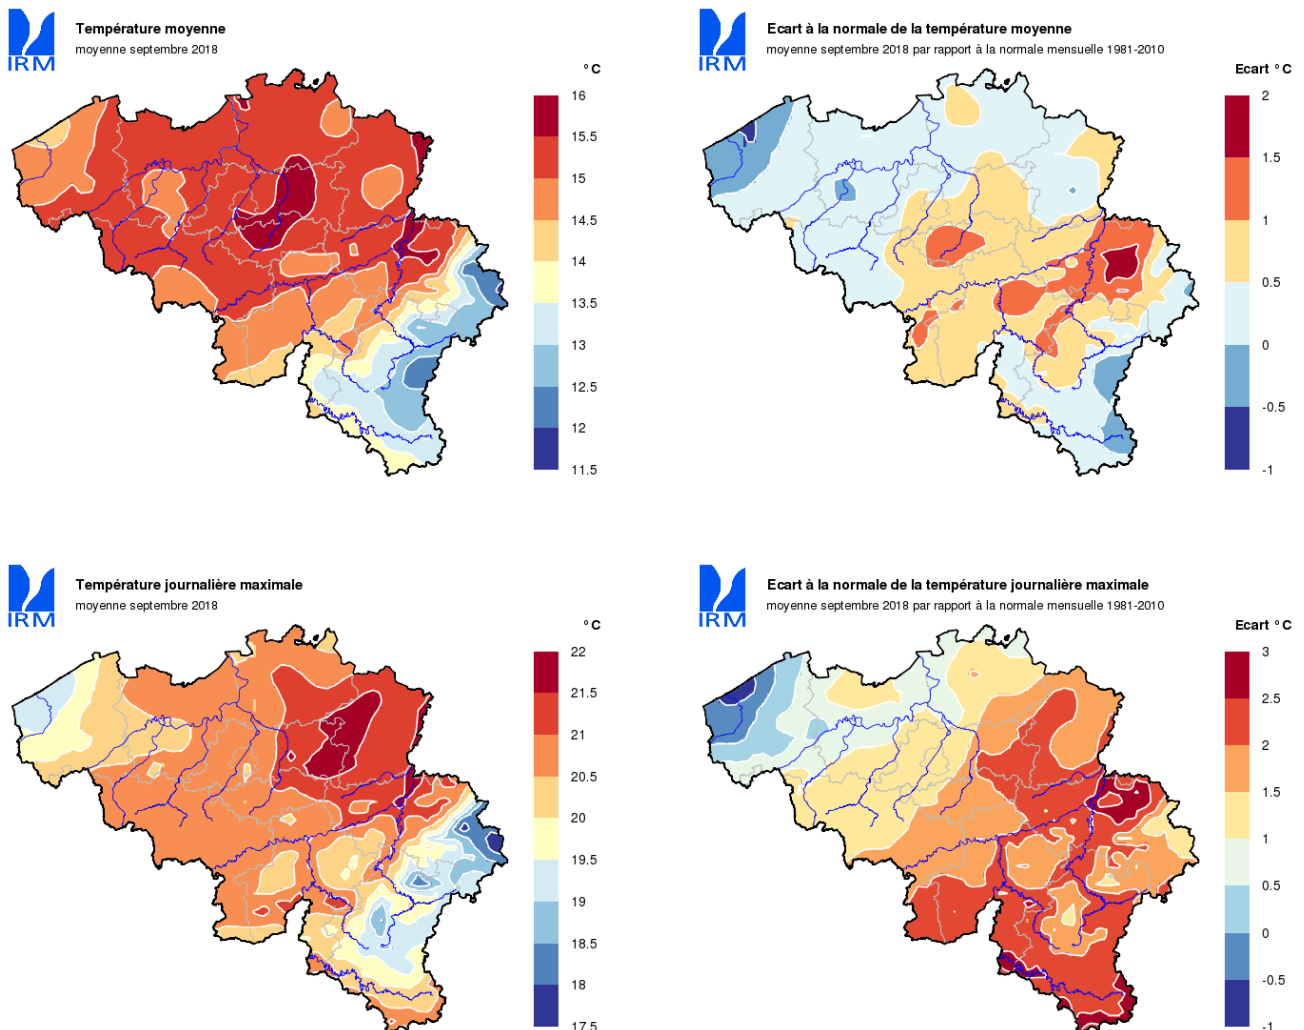 IRM
Température moyenne
moyenne septembre 2018
°C
16
15.5
15
14.5
14
13.5
13
12.5
12
11.5
IRM
Ecart à la normale de la température moyenne
moyenne septembre 2018 par rapport à la normale mensuelle 1981-2010
Ecart °C
2
1.5
1
0.5
0
-0.5
-1
IRM
Température journalière maximale
moyenne septembre 2018
°C
22
21.5
21
20.5
20
19.5
19
18.5
18
17.5
IRM
Ecart à la normale de la température journalière maximale
moyenne septembre 2018 par rapport à la normale mensuelle 1981-2010
Ecart °C
3
2.5
2
1.5
1
0.5
0
-0.5
-1